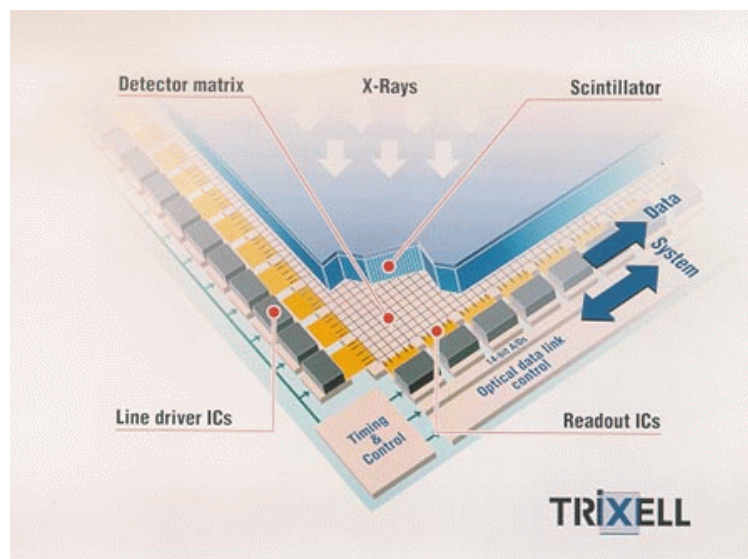 Detector matrix
X-Rays
Scintillator
Data
System
14-bit A/Ds
Optical data link
control
Line driver ICs
Timing
&
Control
Readout ICs
TRIXELL